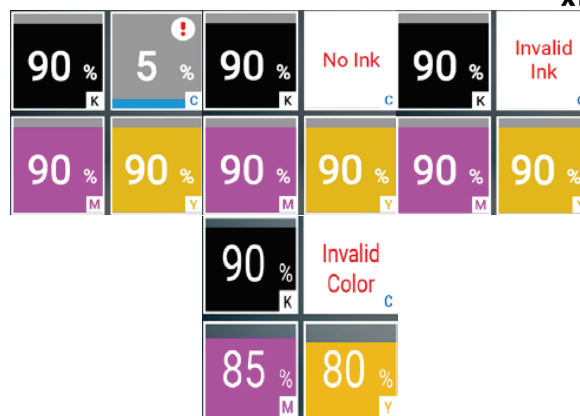 90 % K
5 % C
!
90 % K
No Ink
C
90 % K
Invalid
Ink
90 % M
90 % Y
90 % M
90 % Y
90 % M
90 % Y
90 % K
Invalid
Color
C
85 % M
80 % Y